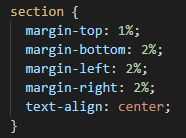 section {
  margin-top: 1%;
  margin-bottom: 2%;
  margin-left: 2%;
  margin-right: 2%;
  text-align: center;
}